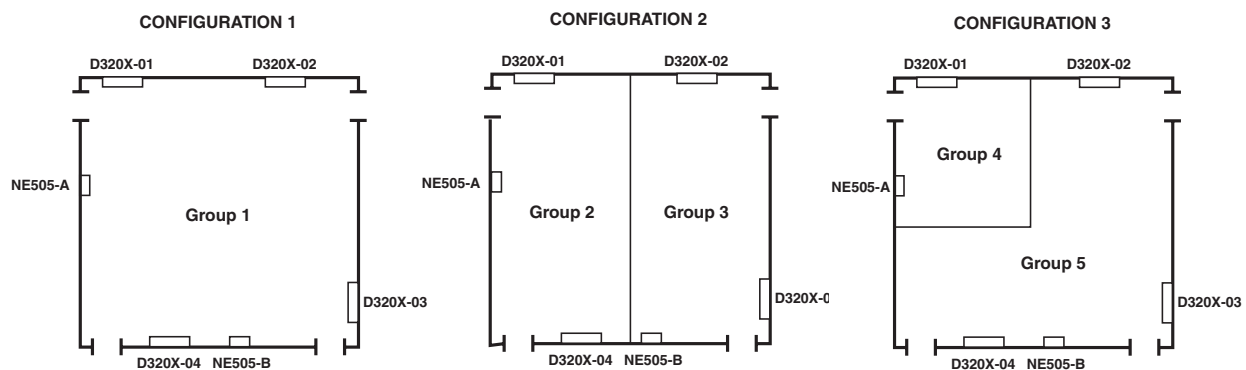 CONFIGURATION 1
D320X-01 D320X-02
NE505-A
Group 1
D320X-03
D320X-04 NE505-B
CONFIGURATION 2
D320X-01 D320X-02
NE505-A
Group 2 Group 3
D320X-0
D320X-04 NE505-B
CONFIGURATION 3
D320X-01 D320X-02
Group 4
NE505-A
Group 5
D320X-03
D320X-04 NE505-B